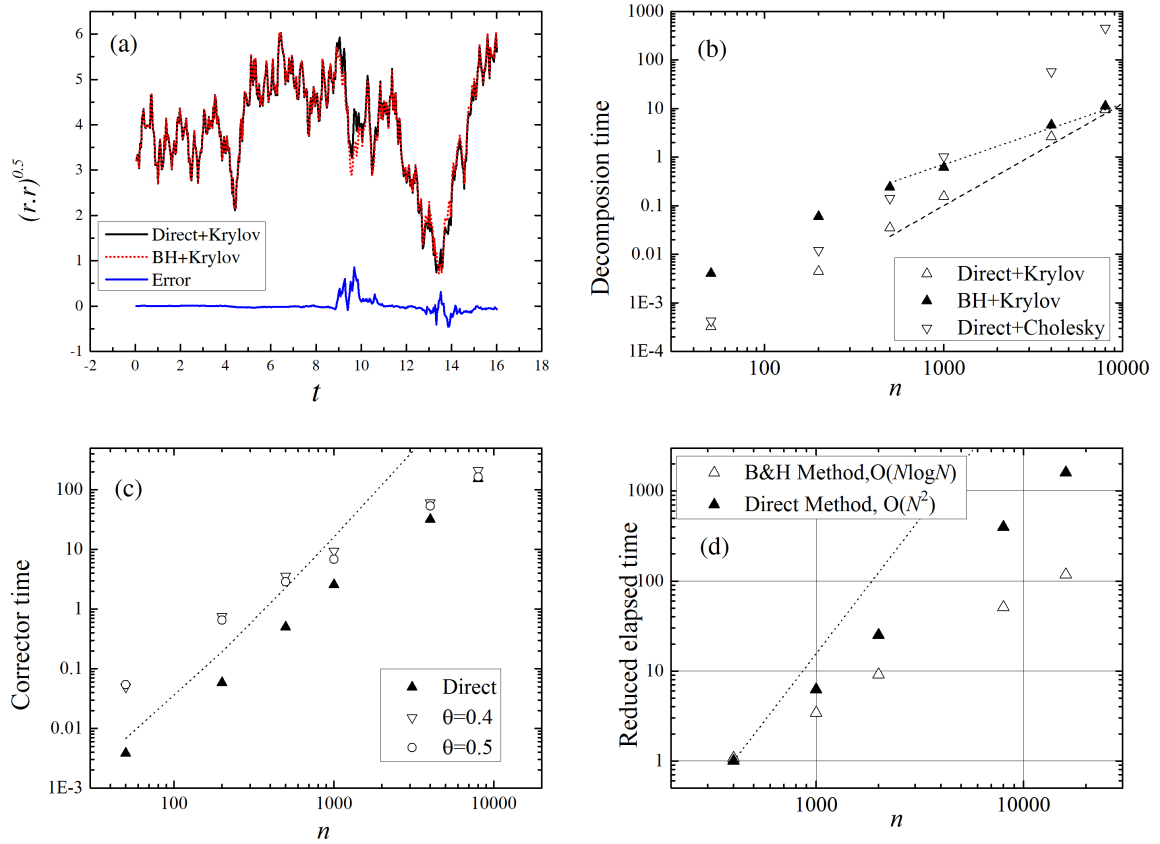 (a)
6
5
4
3
2
1
0
-1
(r.r)^0.5
Direct+Krylov
BH+Krylov
Error
-2 0 2 4 6 8 10 12 14 16 18
t
(b)
1000
100
10
1
0.1
0.01
1E-3
1E-4
Decomposion time
Direct+Krylov
BH+Krylov
Direct+Cholesky
100 1000 10000
n
(c)
100
10
1
0.1
0.01
1E-3
Corrector time
Direct
θ=0.4
θ=0.5
100 1000 10000
n
B&H Method,O(NlogN)
Direct Method, O(N²)
(d)
1000
100
10
1
Reduced elapsed time
1000 10000
n